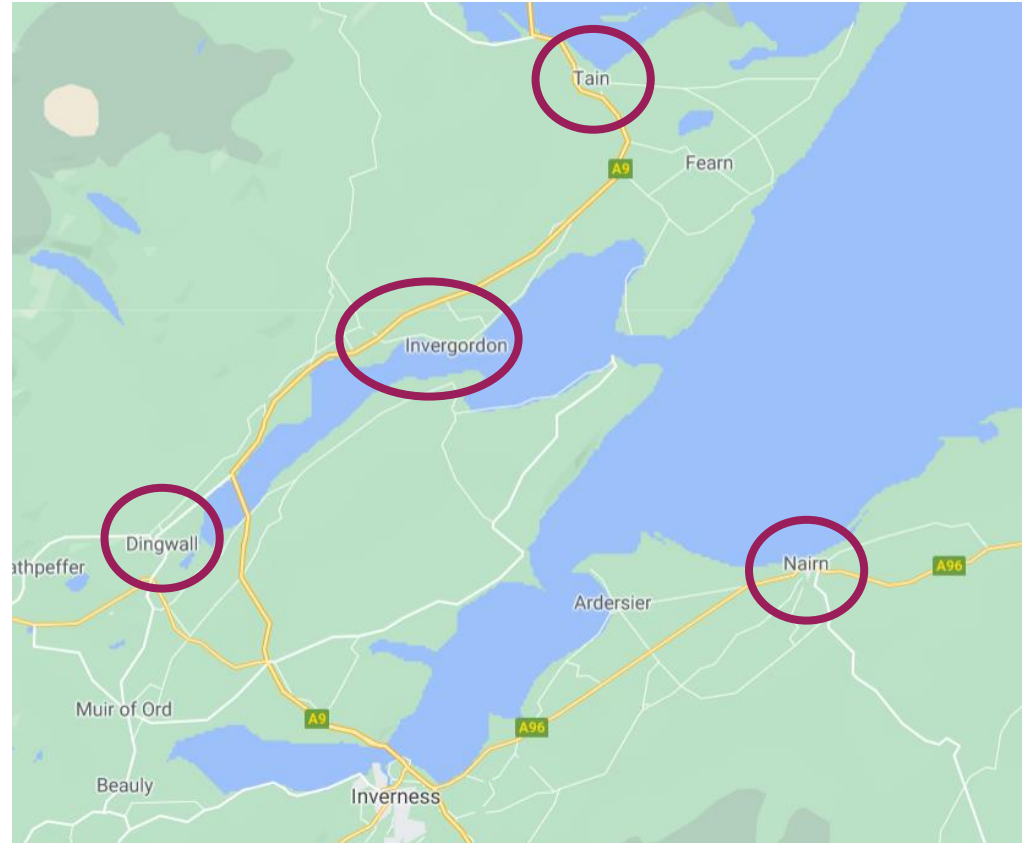 Tain
Fearn
A9
Invergordon
Dingwall
athpeffer
Nairn
A96
Ardersier
Muir of Ord
A9
A96
Beauly
Inverness